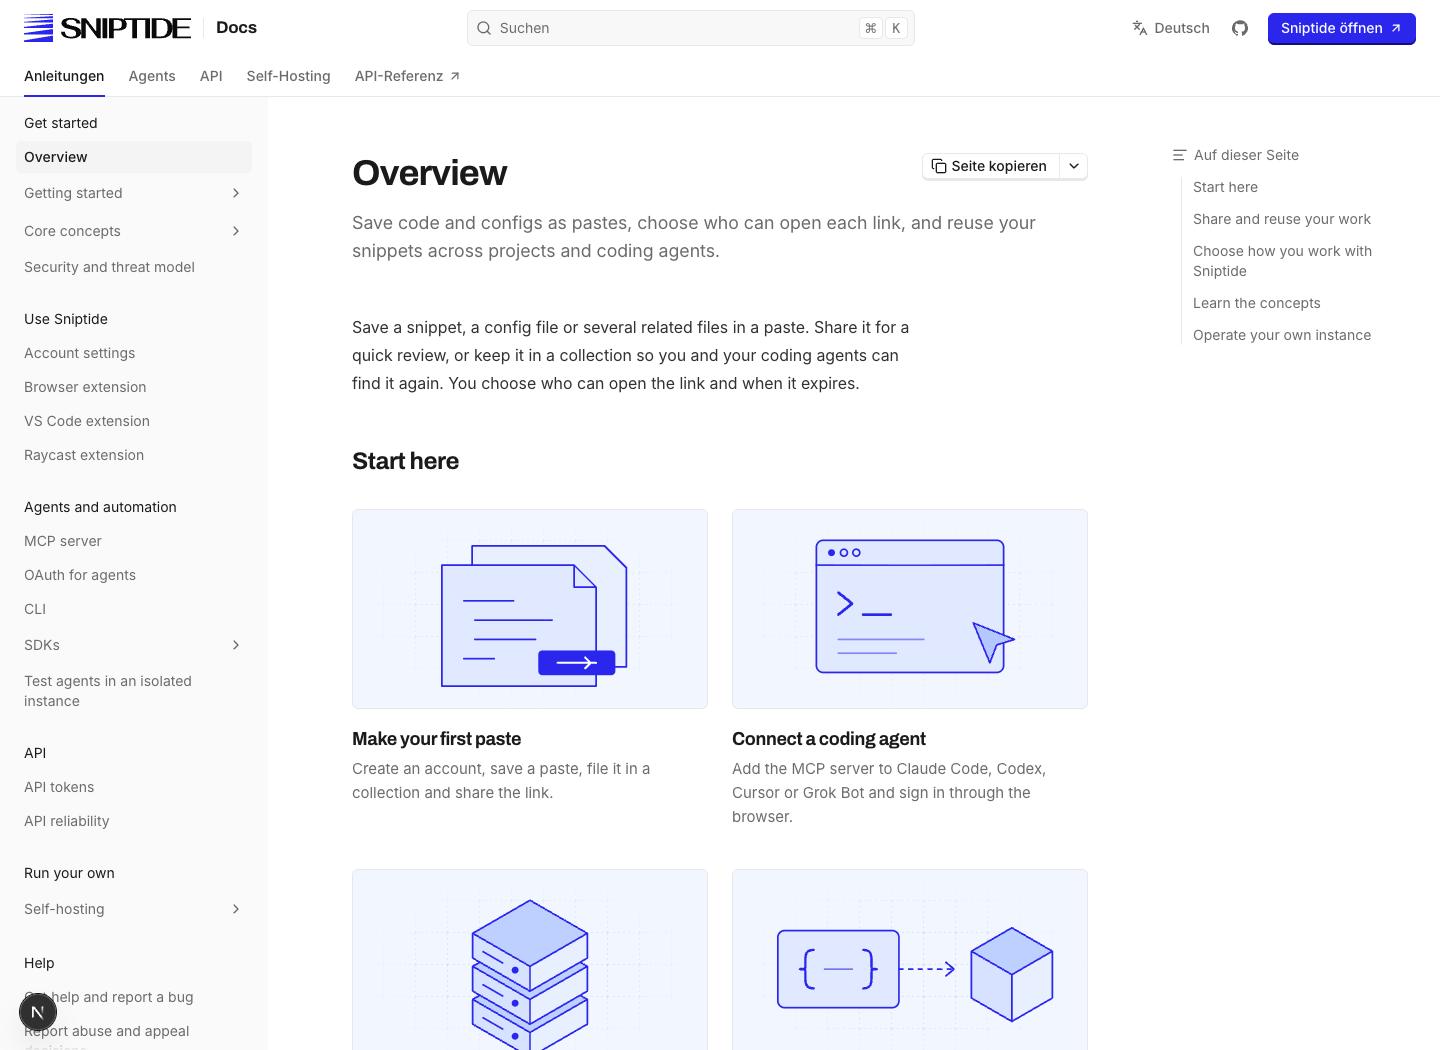 SNIPTIDE
Docs
Suchen
⌘ K
Deutsch
Sniptide öffnen
Anleitungen
Agents
API
Self-Hosting
API-Referenz
Get started
Overview
Getting started
Core concepts
Security and threat model
Use Sniptide
Account settings
Browser extension
VS Code extension
Raycast extension
Agents and automation
MCP server
OAuth for agents
CLI
SDKs
Test agents in an isolated
instance
API
API tokens
API reliability
Run your own
Self-hosting
Help
help and report a bug
Report abuse and appeal
N
Overview
Seite kopieren
Save code and configs as pastes, choose who can open each link, and reuse your
snippets across projects and coding agents.
Save a snippet, a config file or several related files in a paste. Share it for a
quick review, or keep it in a collection so you and your coding agents can
find it again. You choose who can open the link and when it expires.
Start here
Make your first paste
Create an account, save a paste, file it in a
collection and share the link.
Connect a coding agent
Add the MCP server to Claude Code, Codex,
Cursor or Grok Bot and sign in through the
browser.
Auf dieser Seite
Start here
Share and reuse your work
Choose how you work with
Sniptide
Learn the concepts
Operate your own instance